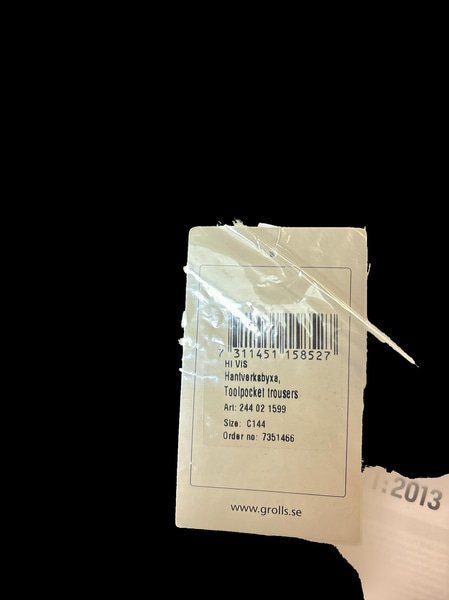 7 311451 158527
HI VIS
Hantverksbyxa,
Toolpocket trousers
Art: 244 02 1599
Size: C144
Order no: 7351466
www.grolls.se
1:2013